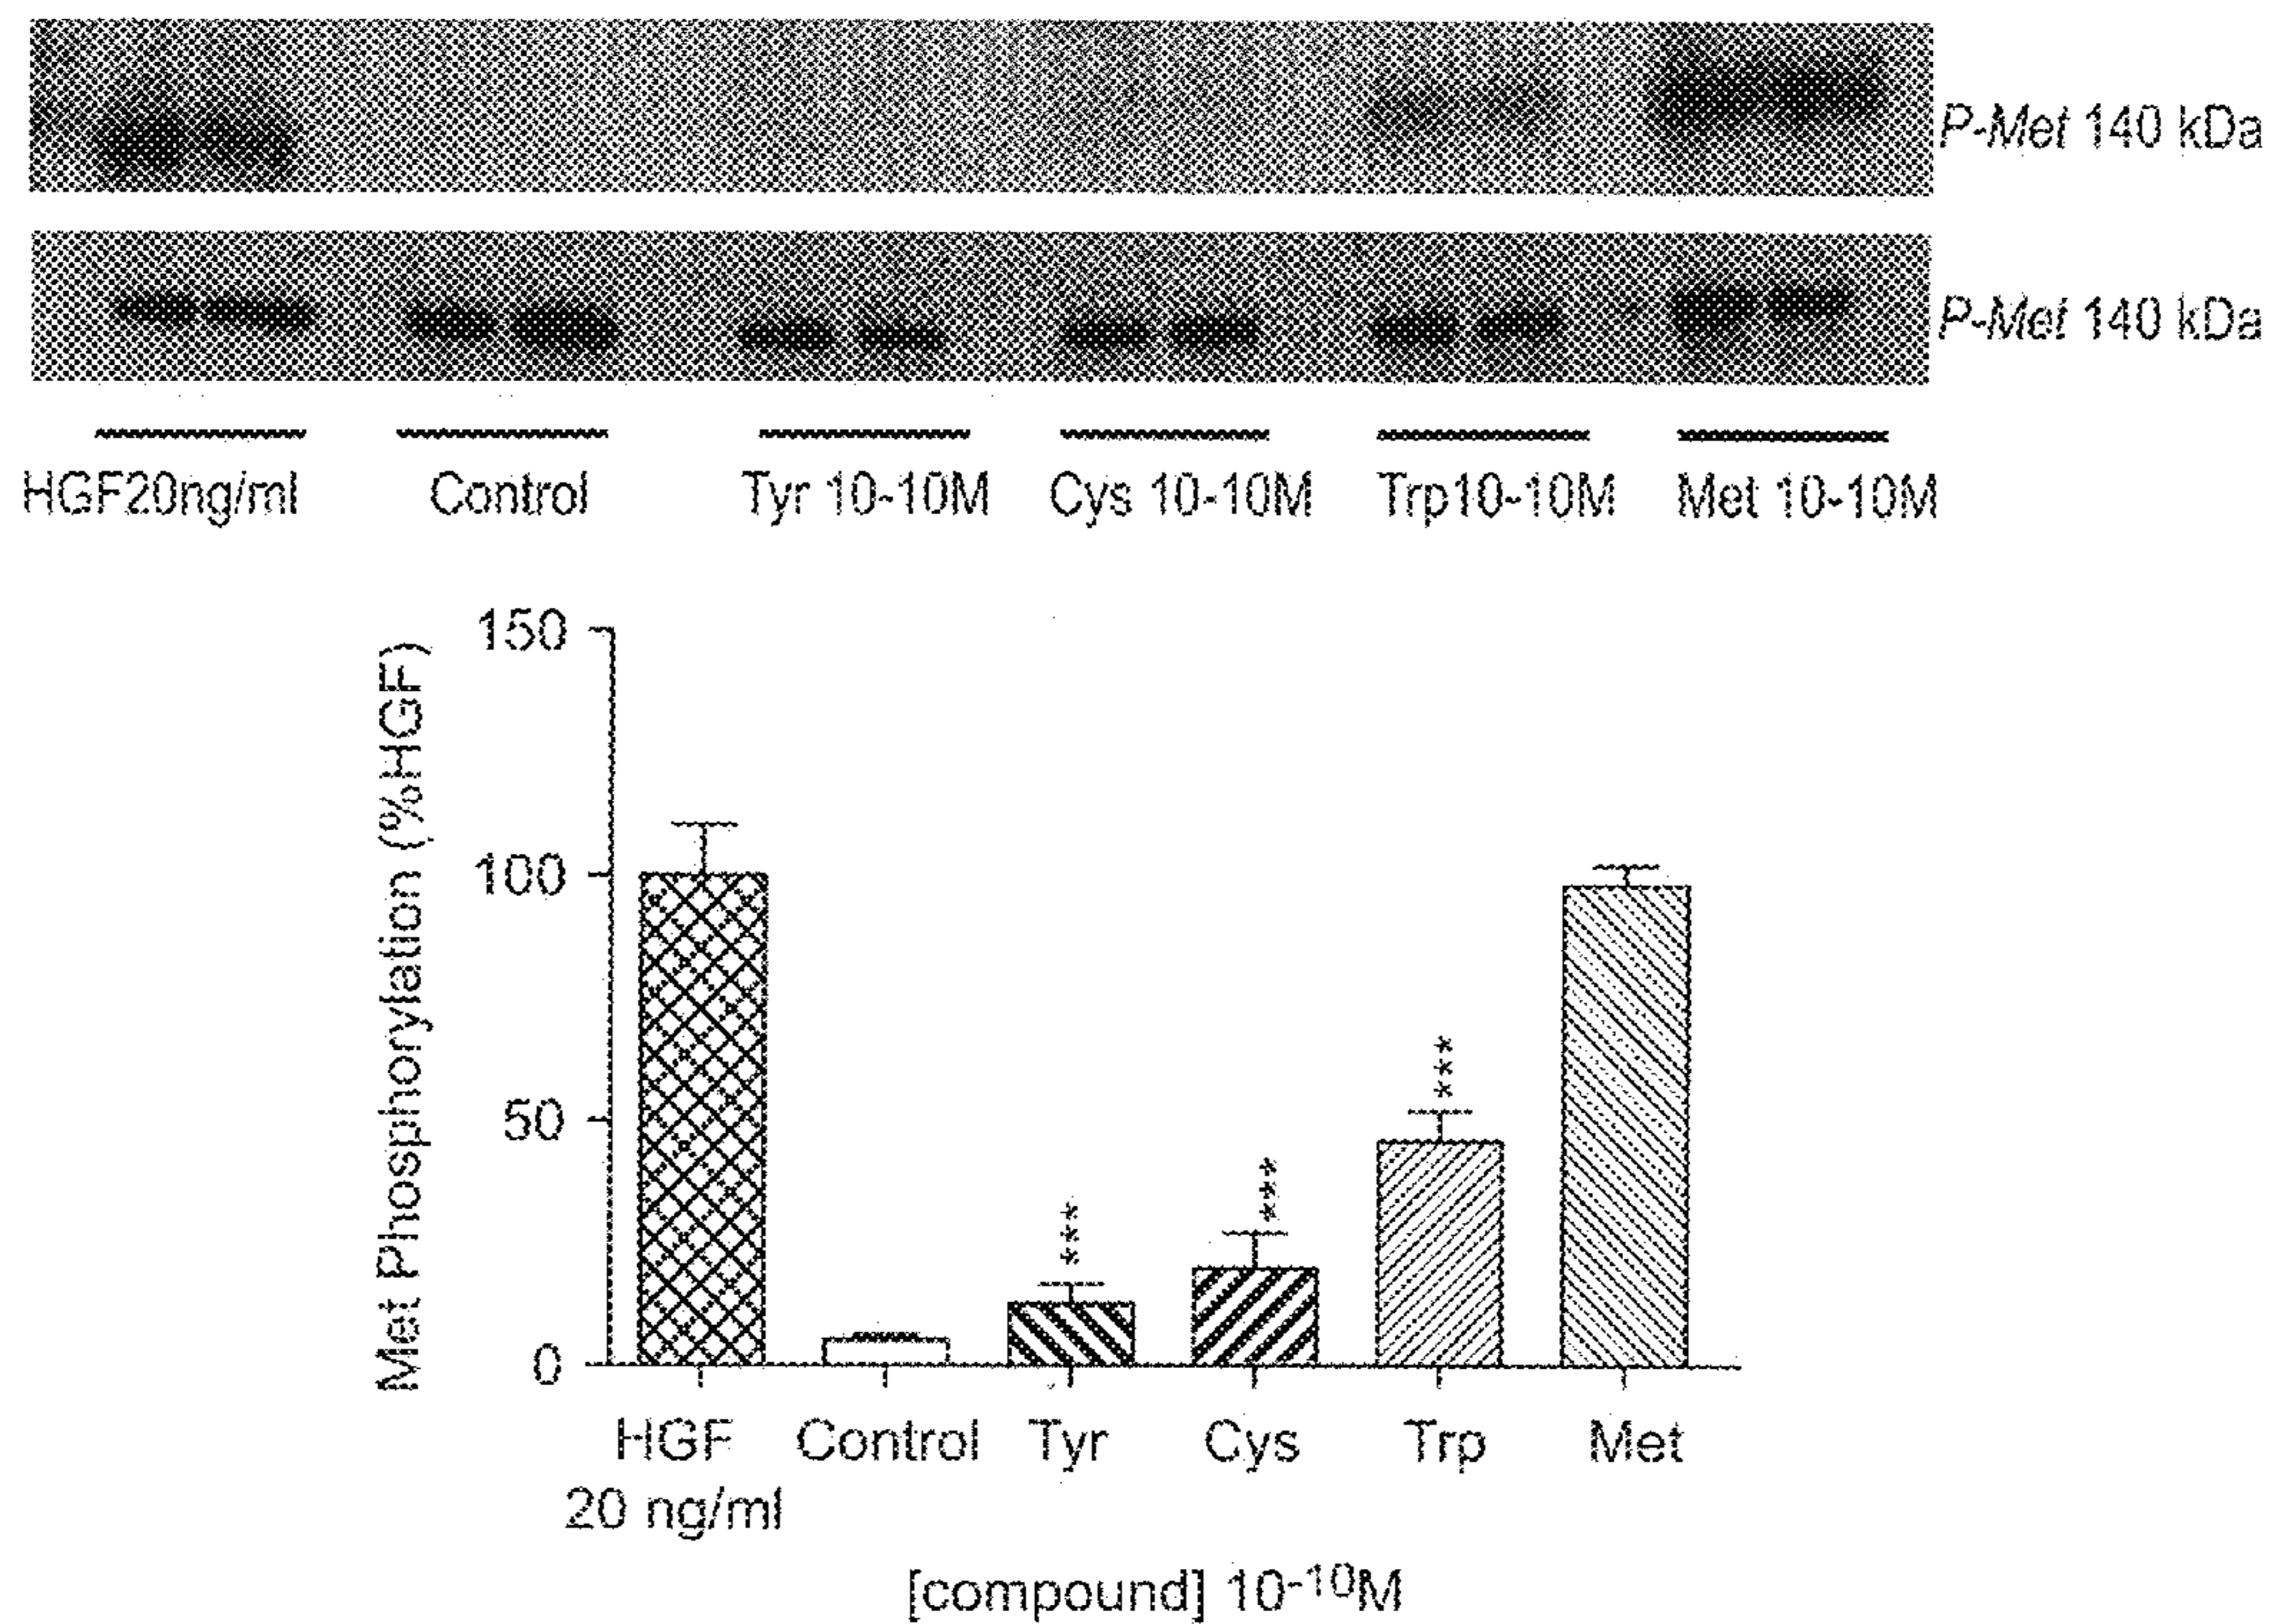 P-Met 140 kDa
P-Met 140 kDa
HGF20ng/ml Control Tyr 10-10M Cys 10-10M Trp10-10M Met 10-10M
Met Phosphorylation (%HGF)
150
100
50
0
***
***
***
HGF Control Tyr Cys Trp Met
20 ng/ml
[compound] 10⁻¹⁰M